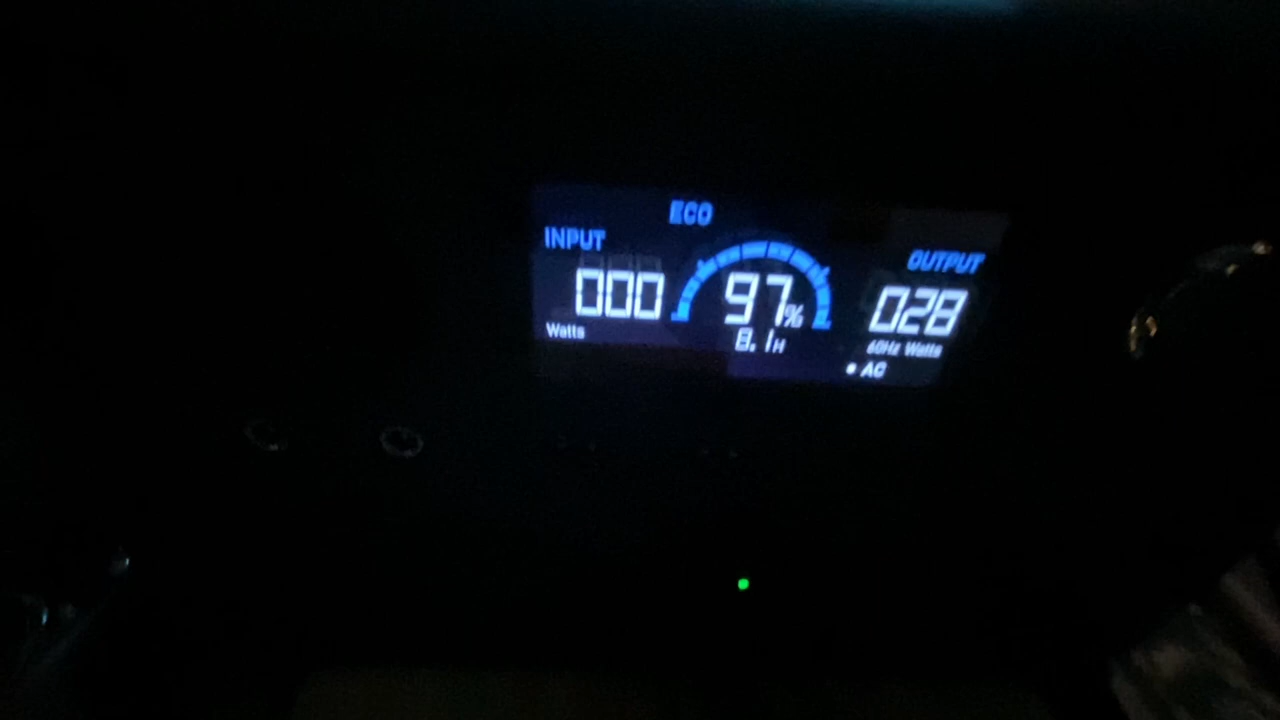 ECO
INPUT
OUTPUT
000
97%
028
Watts
8.1H
60Hz Watts
AC